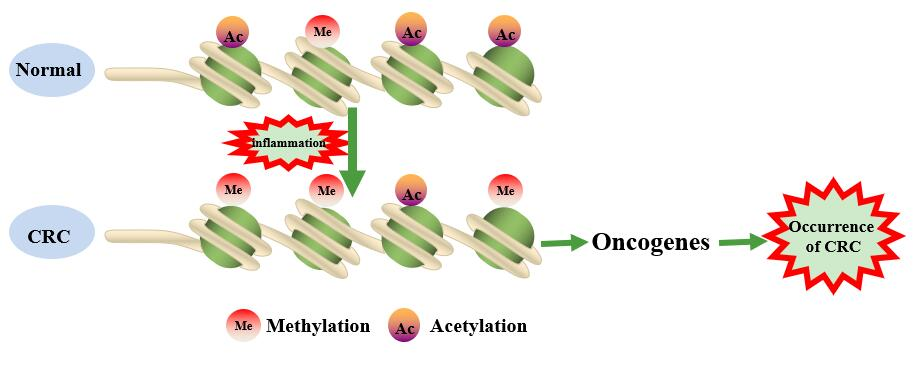 Ac
Me
Ac
Ac
Normal
inflammation
Me
Me
Ac
Me
CRC
Oncogenes
Occurrence
of CRC
Me
Methylation
Ac
Acetylation